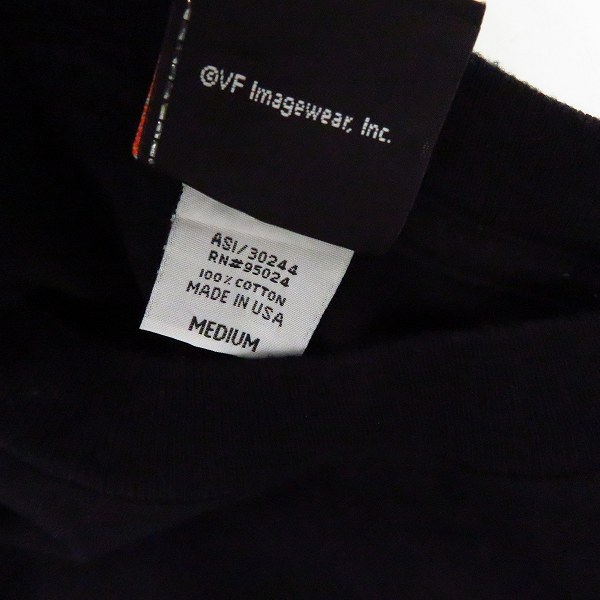 ©VF Imagewear, Inc.
ASI/30244
RN#95024
100% COTTON
MADE IN USA
MEDIUM